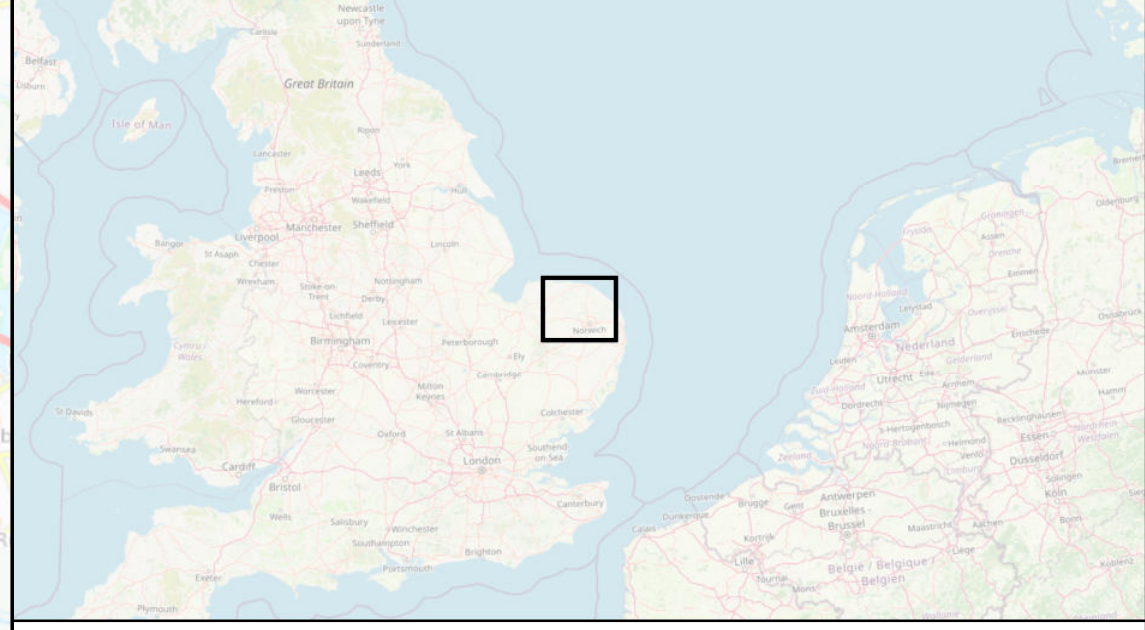 Newcastle
upon Tyne
Carlisle
Sunderland
Belfast
Lisburn
Great Britain
Isle of Man
Ripon
Lancaster
York
Leeds
Preston
Wakefield
Hull
Manchester
Sheffield
Liverpool
Bangor
Lincoln
St Asaph
Chester
Wrexham
Stoke-on-
Trent
Nottingham
Derby
Lichfield
Leicester
Norwich
Birmingham
Peterborough
Cymru /
Wales
Ely
Coventry
Cambridge
Worcester
Milton
Keynes
Hereford
St Davids
Gloucester
Colchester
Oxford
St Albans
Swansea
Southend
on Sea
Cardiff
London
Bristol
Canterbury
Wells
Salisbury
Winchester
Southampton
Brighton
Portsmouth
Exeter
Plymouth
Bremer
Oldenburg
Groningen
Fryslân
Assen
Drenthe
Emmen
Noord-Holland
Lelystad
Overijssel
Osnabrück
Amsterdam
Enschede
Nederland
Leiden
Gelderland
Utrecht
Ede
Münster
Arnhem
Zuid-Holland
Hamm
Dordrecht
Nijmegen
's-Hertogenbosch
Recklinghausen
Nordrhein-
Westfalen
Noord-Brabant
Helmond
Essen
Zeeland
Venlo
Düsseldorf
Limburg
Solingen
Oostende
Antwerpen
Köln
Brugge
Gent
Dunkerque
Calais
Bruxelles -
Brussel
Maastricht
Aachen
Bonn
Kortrijk
Lille
Liège
België / Belgique /
Belgien
Koblenz
Tournai
Mons